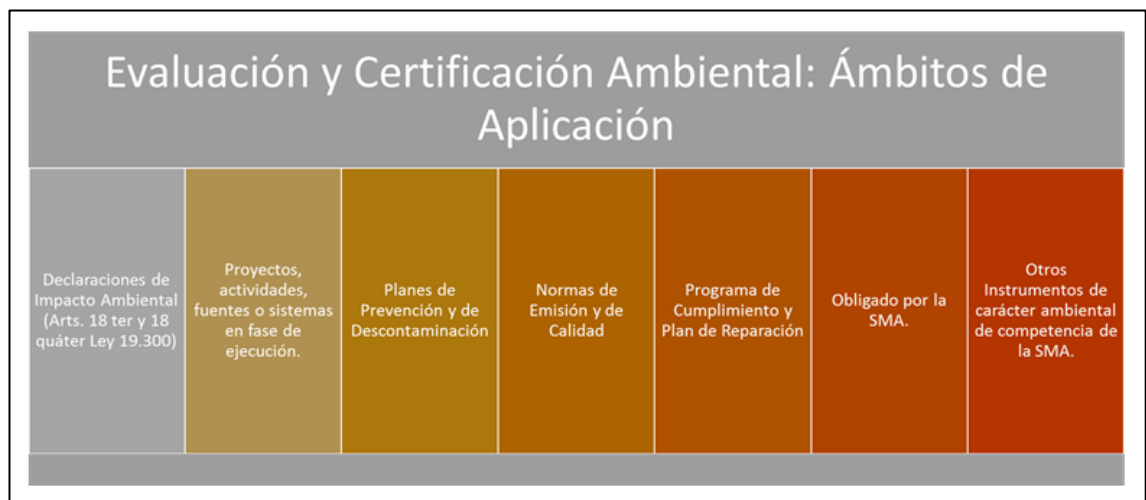 Evaluación y Certificación Ambiental: Ámbitos de
Aplicación
Declaraciones de
Impacto Ambiental
(Arts. 18 ter y 18
quáter Ley 19.300)
Proyectos,
actividades,
fuentes o sistemas
en fase de
ejecución.
Planes de
Prevención y de
Descontaminación
Normas de
Emisión y de
Calidad
Programa de
Cumplimiento y
Plan de Reparación
Obligado por la
SMA.
Otros
Instrumentos de
carácter ambiental
de competencia de
la SMA.